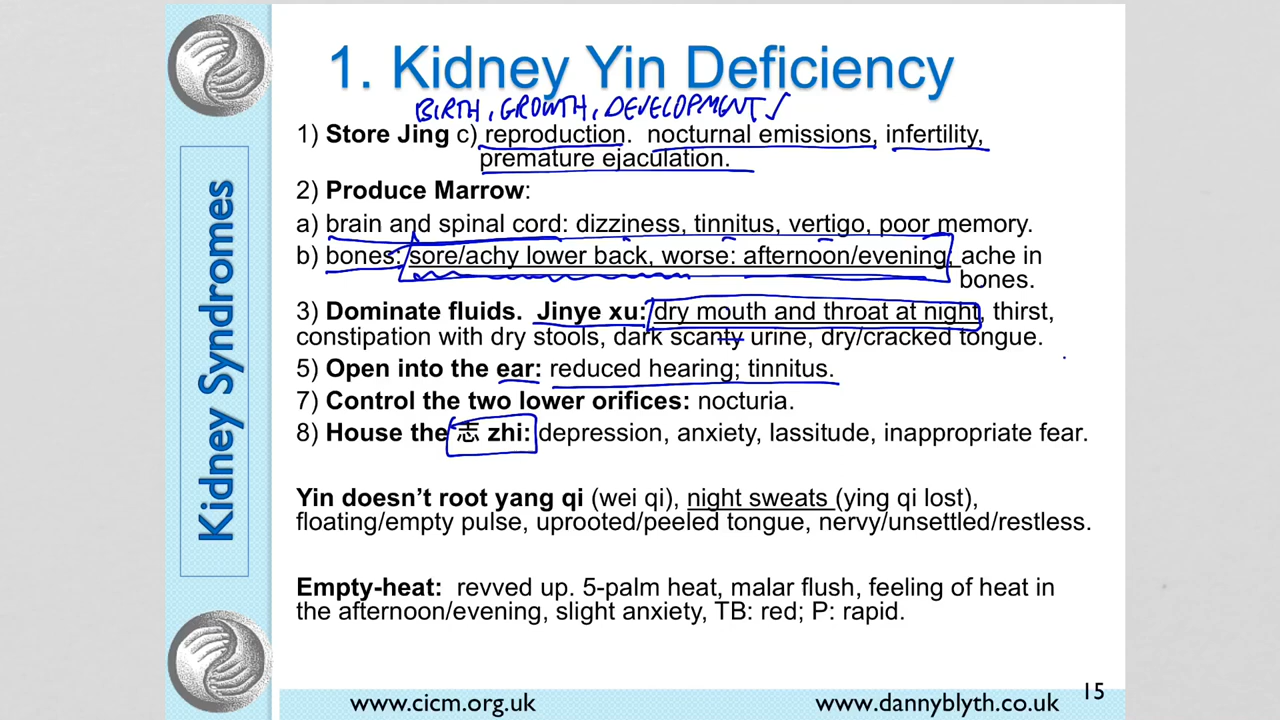 1. Kidney Yin Deficiency
BIRTH, GROWTH, DEVELOPMENT ✓
1) Store Jing c) reproduction. nocturnal emissions, infertility,
premature ejaculation.
2) Produce Marrow:
a) brain and spinal cord: dizziness, tinnitus, vertigo, poor memory.
b) bones: sore/achy lower back, worse: afternoon/evening, ache in
bones.
3) Dominate fluids. Jinye xu: dry mouth and throat at night, thirst,
constipation with dry stools, dark scanty urine, dry/cracked tongue.
5) Open into the ear: reduced hearing; tinnitus.
7) Control the two lower orifices: nocturia.
8) House the 志 zhi: depression, anxiety, lassitude, inappropriate fear.
Yin doesn't root yang qi (wei qi), night sweats (ying qi lost),
floating/empty pulse, uprooted/peeled tongue, nervy/unsettled/restless.
Empty-heat: revved up. 5-palm heat, malar flush, feeling of heat in
the afternoon/evening, slight anxiety, TB: red; P: rapid.
Kidney Syndromes
www.cicm.org.uk
www.dannyblyth.co.uk
15